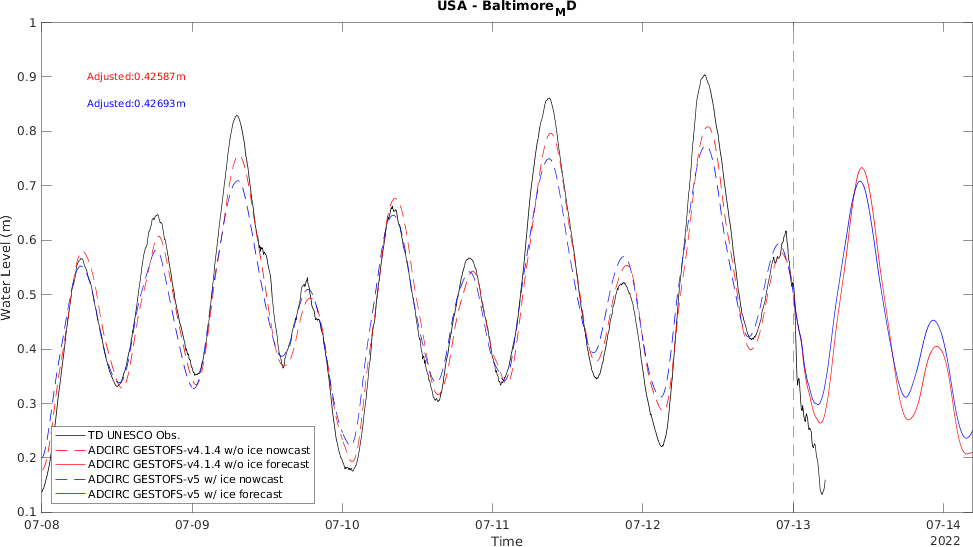 USA - Baltimore_MD
1
0.9
0.8
0.7
0.6
0.5
0.4
0.3
0.2
0.1
Water Level (m)
Adjusted:0.42587m
Adjusted:0.42693m
TD UNESCO Obs.
ADCIRC GESTOFS-v4.1.4 w/o ice nowcast
ADCIRC GESTOFS-v4.1.4 w/o ice forecast
ADCIRC GESTOFS-v5 w/ ice nowcast
ADCIRC GESTOFS-v5 w/ ice forecast
07-08 07-09 07-10 07-11 07-12 07-13 07-14
Time
2022